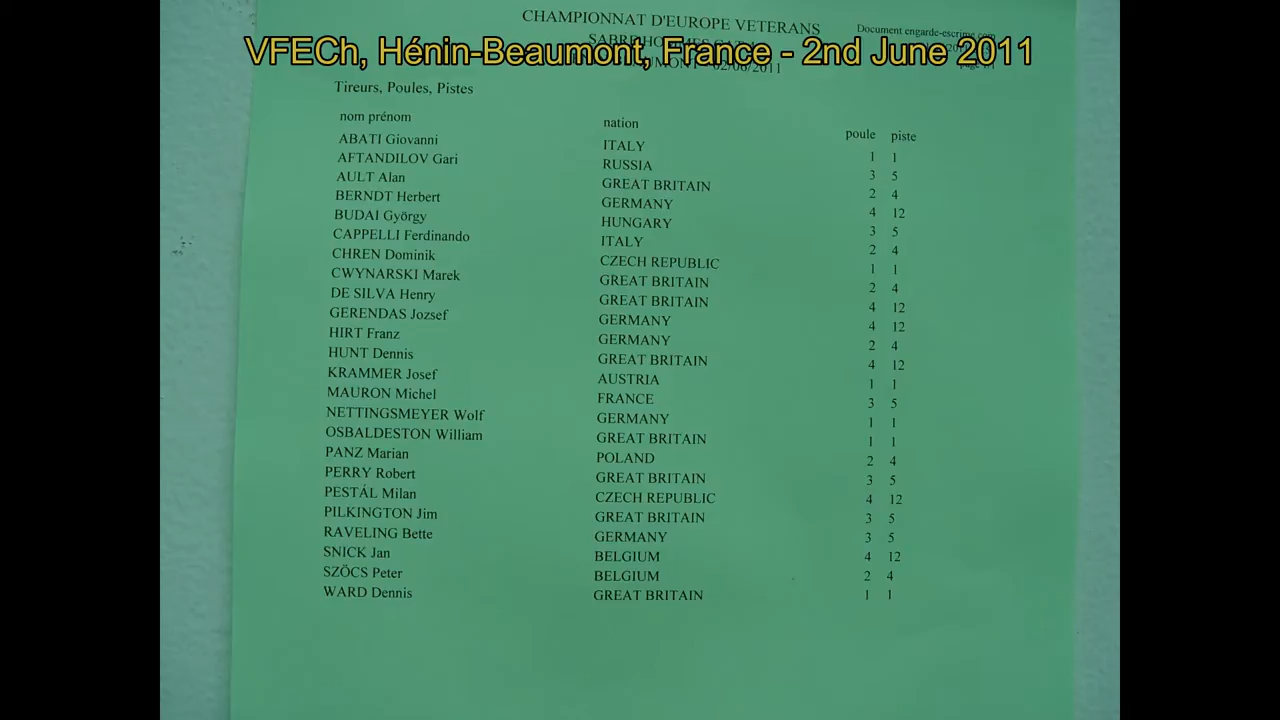 CHAMPIONNAT D'EUROPE VETERANS
Document engarde-escrime.com
VFECh, Hénin-Beaumont, France - 2nd June 2011
02/06/2011
Tireurs, Poules, Pistes
nom prénom nation poule piste
ABATI Giovanni ITALY 1 1
AFTANDILOV Gari RUSSIA 3 5
AULT Alan GREAT BRITAIN 2 4
BERNDT Herbert GERMANY 4 12
BUDAI György HUNGARY 3 5
CAPPELLI Ferdinando ITALY 2 4
CHREN Dominik CZECH REPUBLIC 1 1
CWYNARSKI Marek GREAT BRITAIN 2 4
DE SILVA Henry GREAT BRITAIN 4 12
GERENDAS Jozsef GERMANY 4 12
HIRT Franz GERMANY 2 4
HUNT Dennis GREAT BRITAIN 4 12
KRAMMER Josef AUSTRIA 1 1
MAURON Michel FRANCE 3 5
NETTINGSMEYER Wolf GERMANY 1 1
OSBALDESTON William GREAT BRITAIN 1 1
PANZ Marian POLAND 2 4
PERRY Robert GREAT BRITAIN 3 5
PESTÁL Milan CZECH REPUBLIC 4 12
PILKINGTON Jim GREAT BRITAIN 3 5
RAVELING Bette GERMANY 3 5
SNICK Jan BELGIUM 4 12
SZÖCS Peter BELGIUM 2 4
WARD Dennis GREAT BRITAIN 1 1